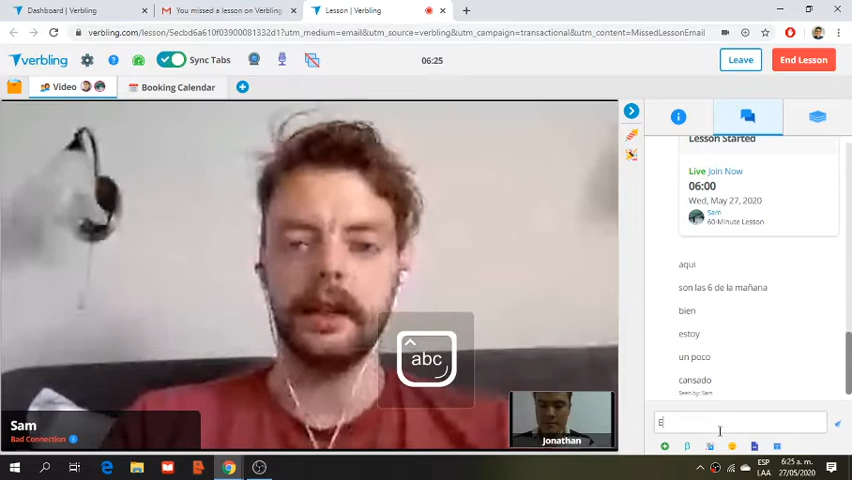 Dashboard | Verbling
You missed a lesson on Verbling
Lesson | Verbling
verbling.com/lesson/5ecbd6a610f0390081332d1?utm_medium=email&utm_source=verbling&utm_campaign=transactional&utm_content=MissedLessonEmail
verbling
Sync Tabs
06:25
Leave
End Lesson
Video
Booking Calendar
Lesson Started
Live Join Now
06:00
Wed, May 27, 2020
Sam
60-Minute Lesson
aqui
son las 6 de la mañana
bien
estoy
un poco
cansado
Seen by: Sam
abc
E
Sam
Bad Connection
Jonathan
ESP
LAA
6:25 a. m.
27/05/2020